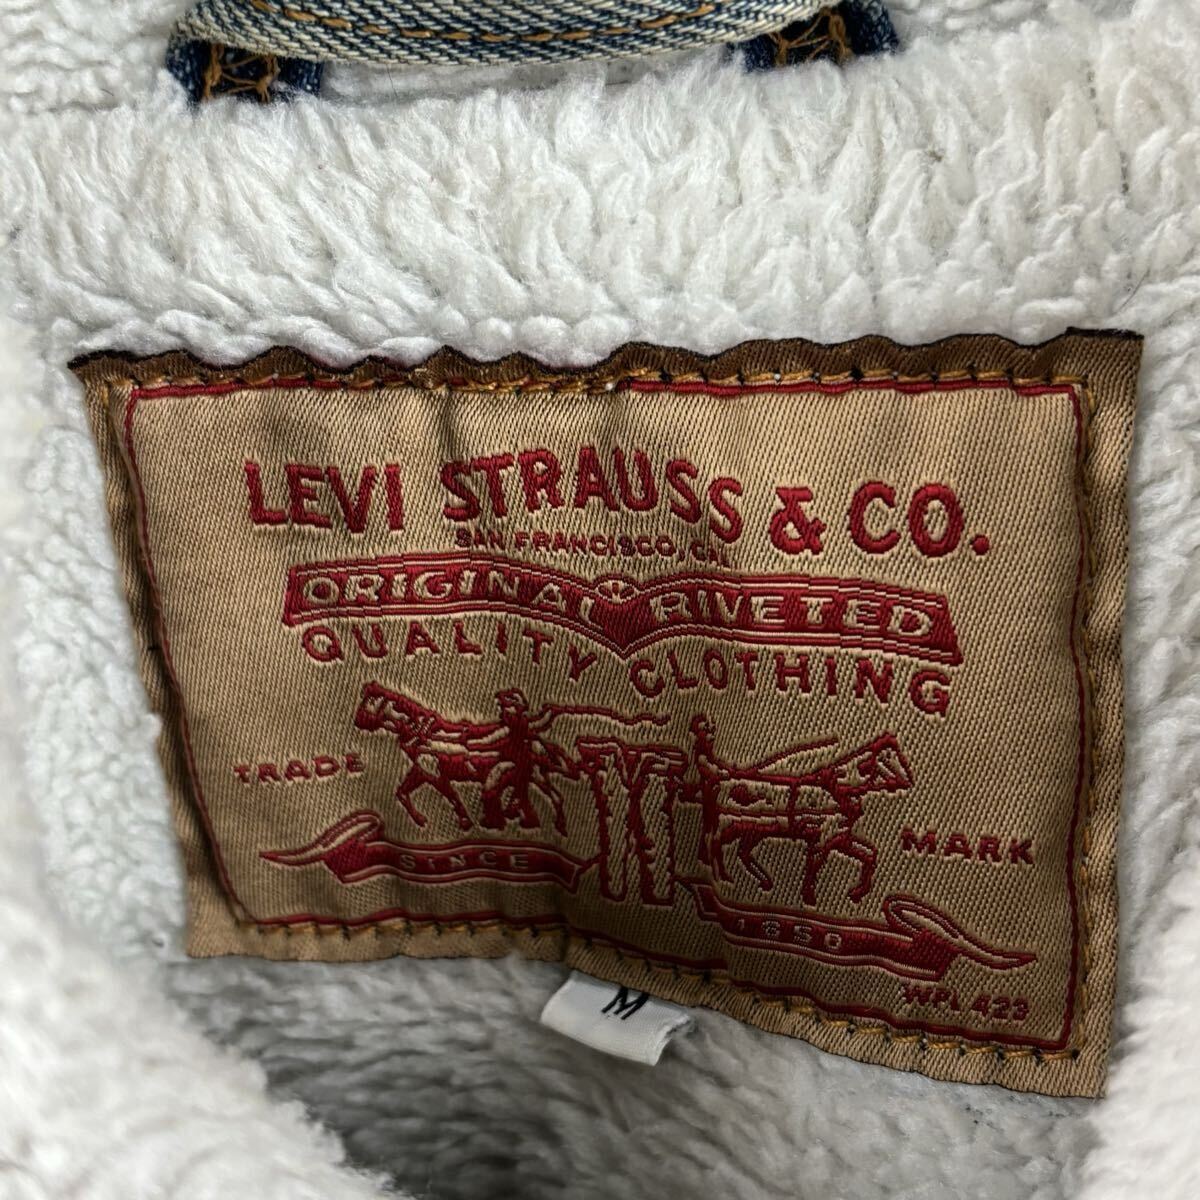 LEVI STRAUSS & CO.
SAN FRANCISCO, CAL
ORIGINAL RIVETED
QUALITY CLOTHING
TRADE MARK
SINCE 1850
WPL 423
M